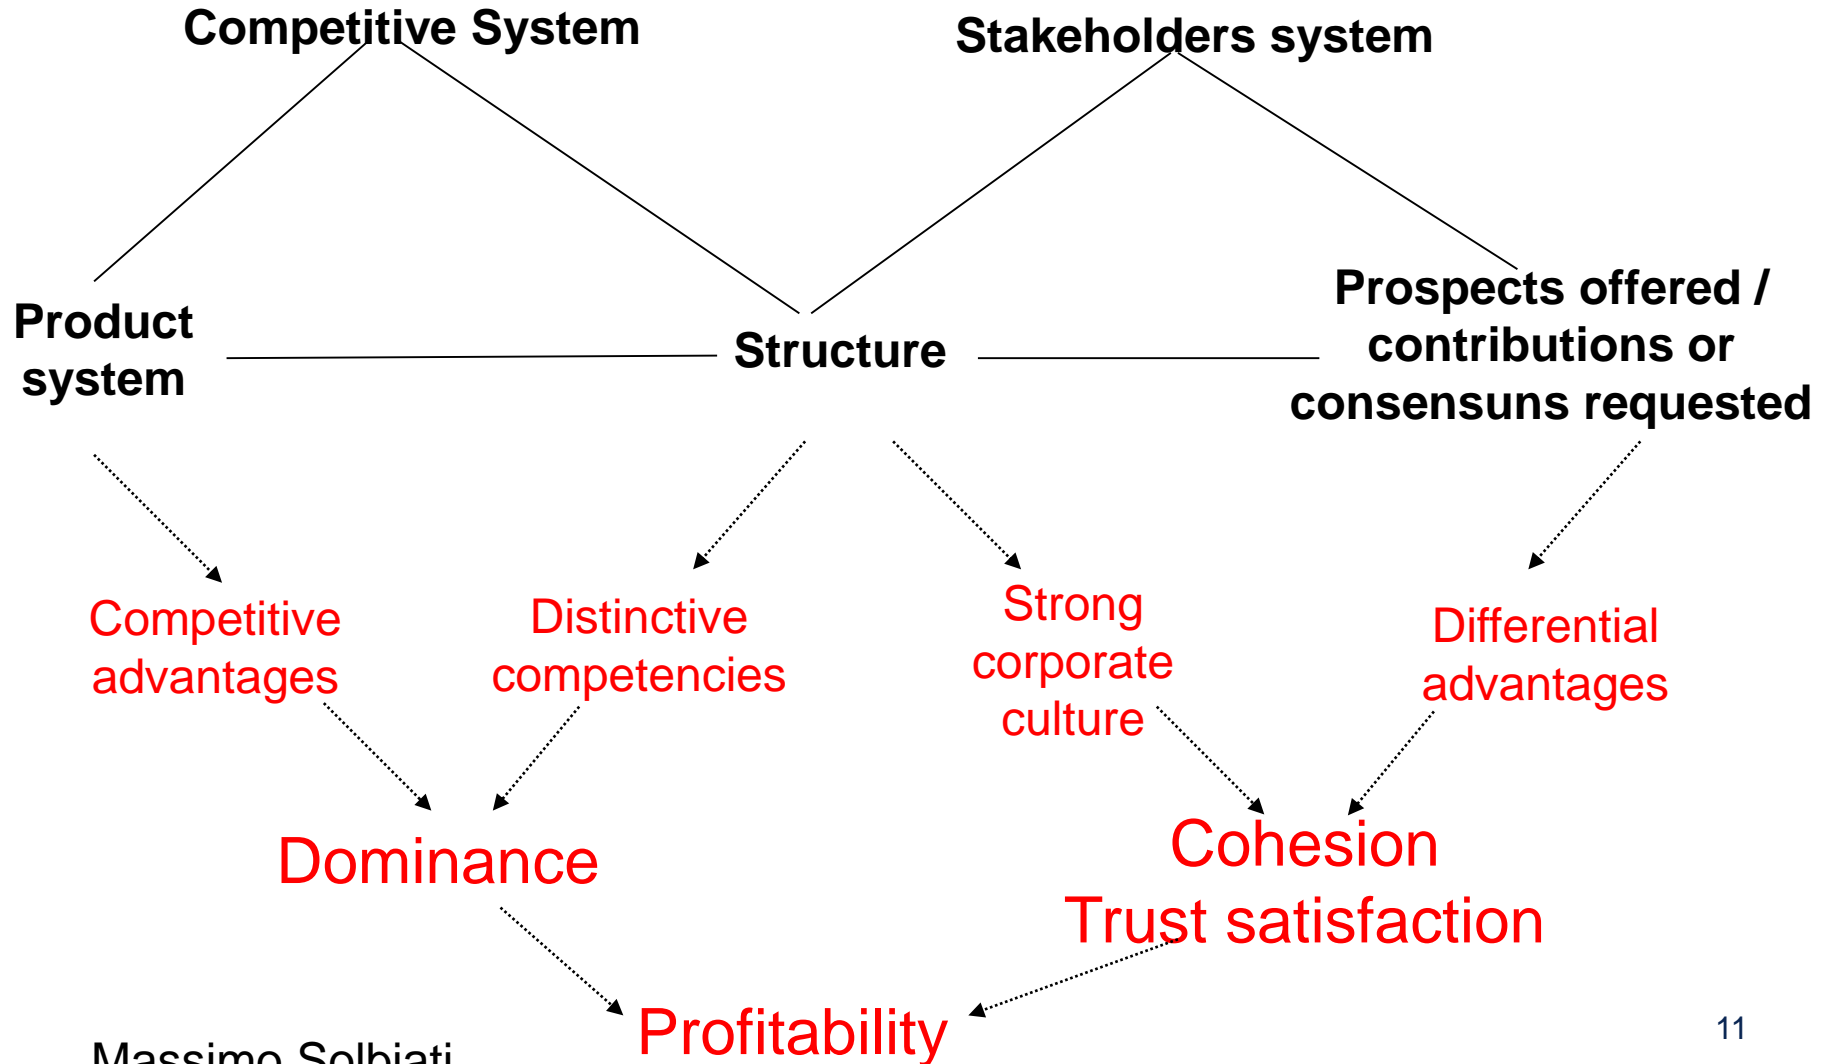 Competitive System
Stakeholders system
Product
system
Structure
Prospects offered /
contributions or
consensuns requested
Competitive
advantages
Distinctive
competencies
Strong
corporate
culture
Differential
advantages
Dominance
Cohesion
Trust satisfaction
Profitability
Massimo Solbiati
11